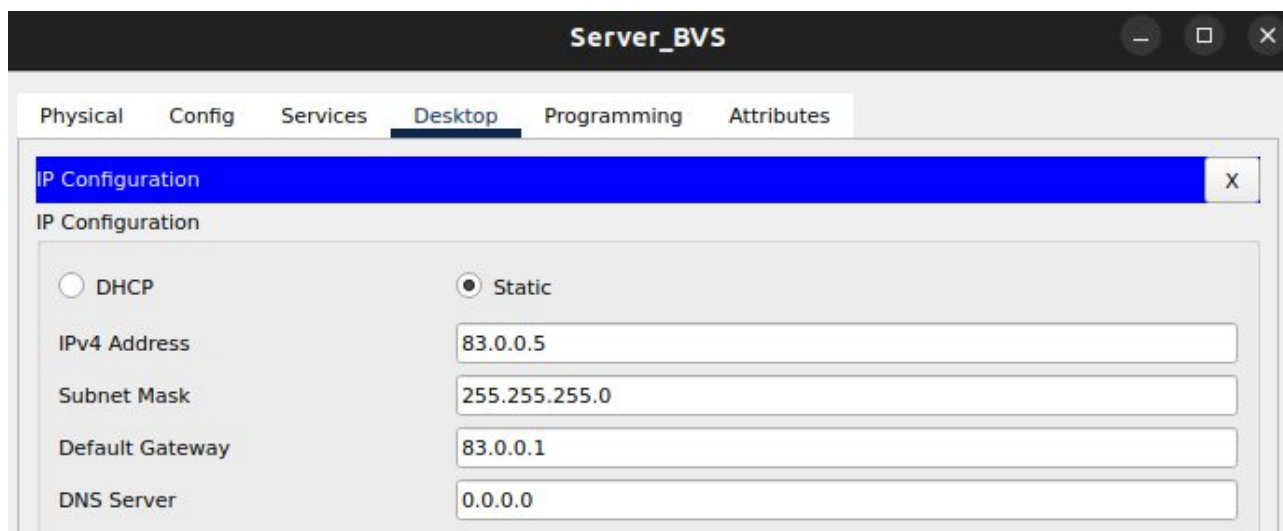 Server_BVS
Physical Config Services Desktop Programming Attributes
IP Configuration X
IP Configuration
DHCP Static
IPv4 Address 83.0.0.5
Subnet Mask 255.255.255.0
Default Gateway 83.0.0.1
DNS Server 0.0.0.0